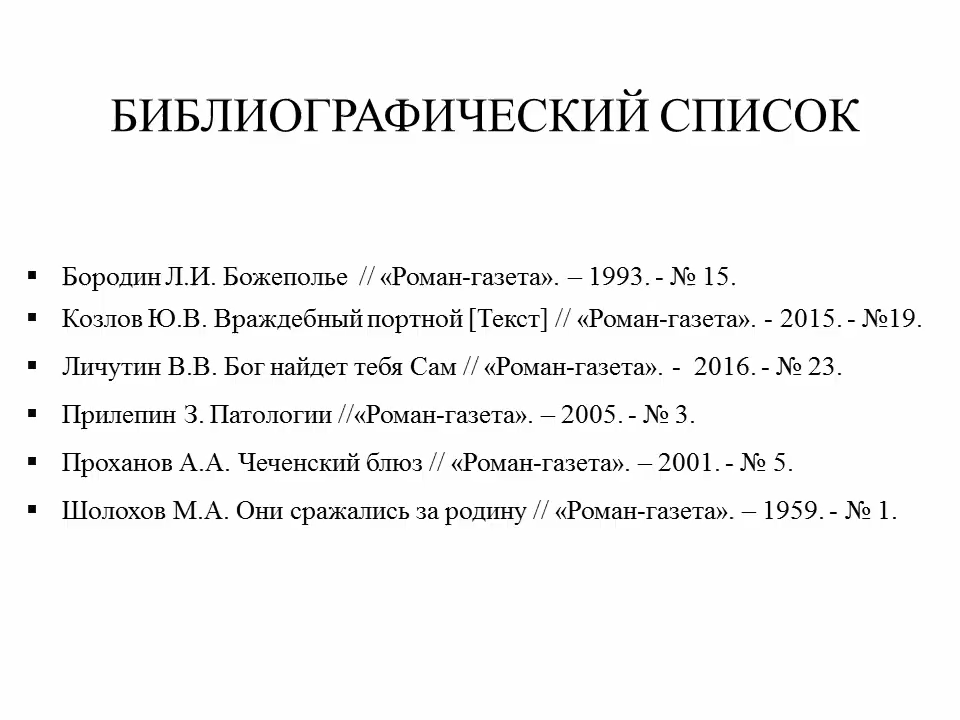 БИБЛИОГРАФИЧЕСКИЙ СПИСОК
▪ Бородин Л.И. Божеполье // «Роман-газета». – 1993. - № 15.
▪ Козлов Ю.В. Враждебный портной [Текст] // «Роман-газета». - 2015. - №19.
▪ Личутин В.В. Бог найдет тебя Сам // «Роман-газета». - 2016. - № 23.
▪ Прилепин З. Патологии //«Роман-газета». – 2005. - № 3.
▪ Проханов А.А. Чеченский блюз // «Роман-газета». – 2001. - № 5.
▪ Шолохов М.А. Они сражались за родину // «Роман-газета». – 1959. - № 1.